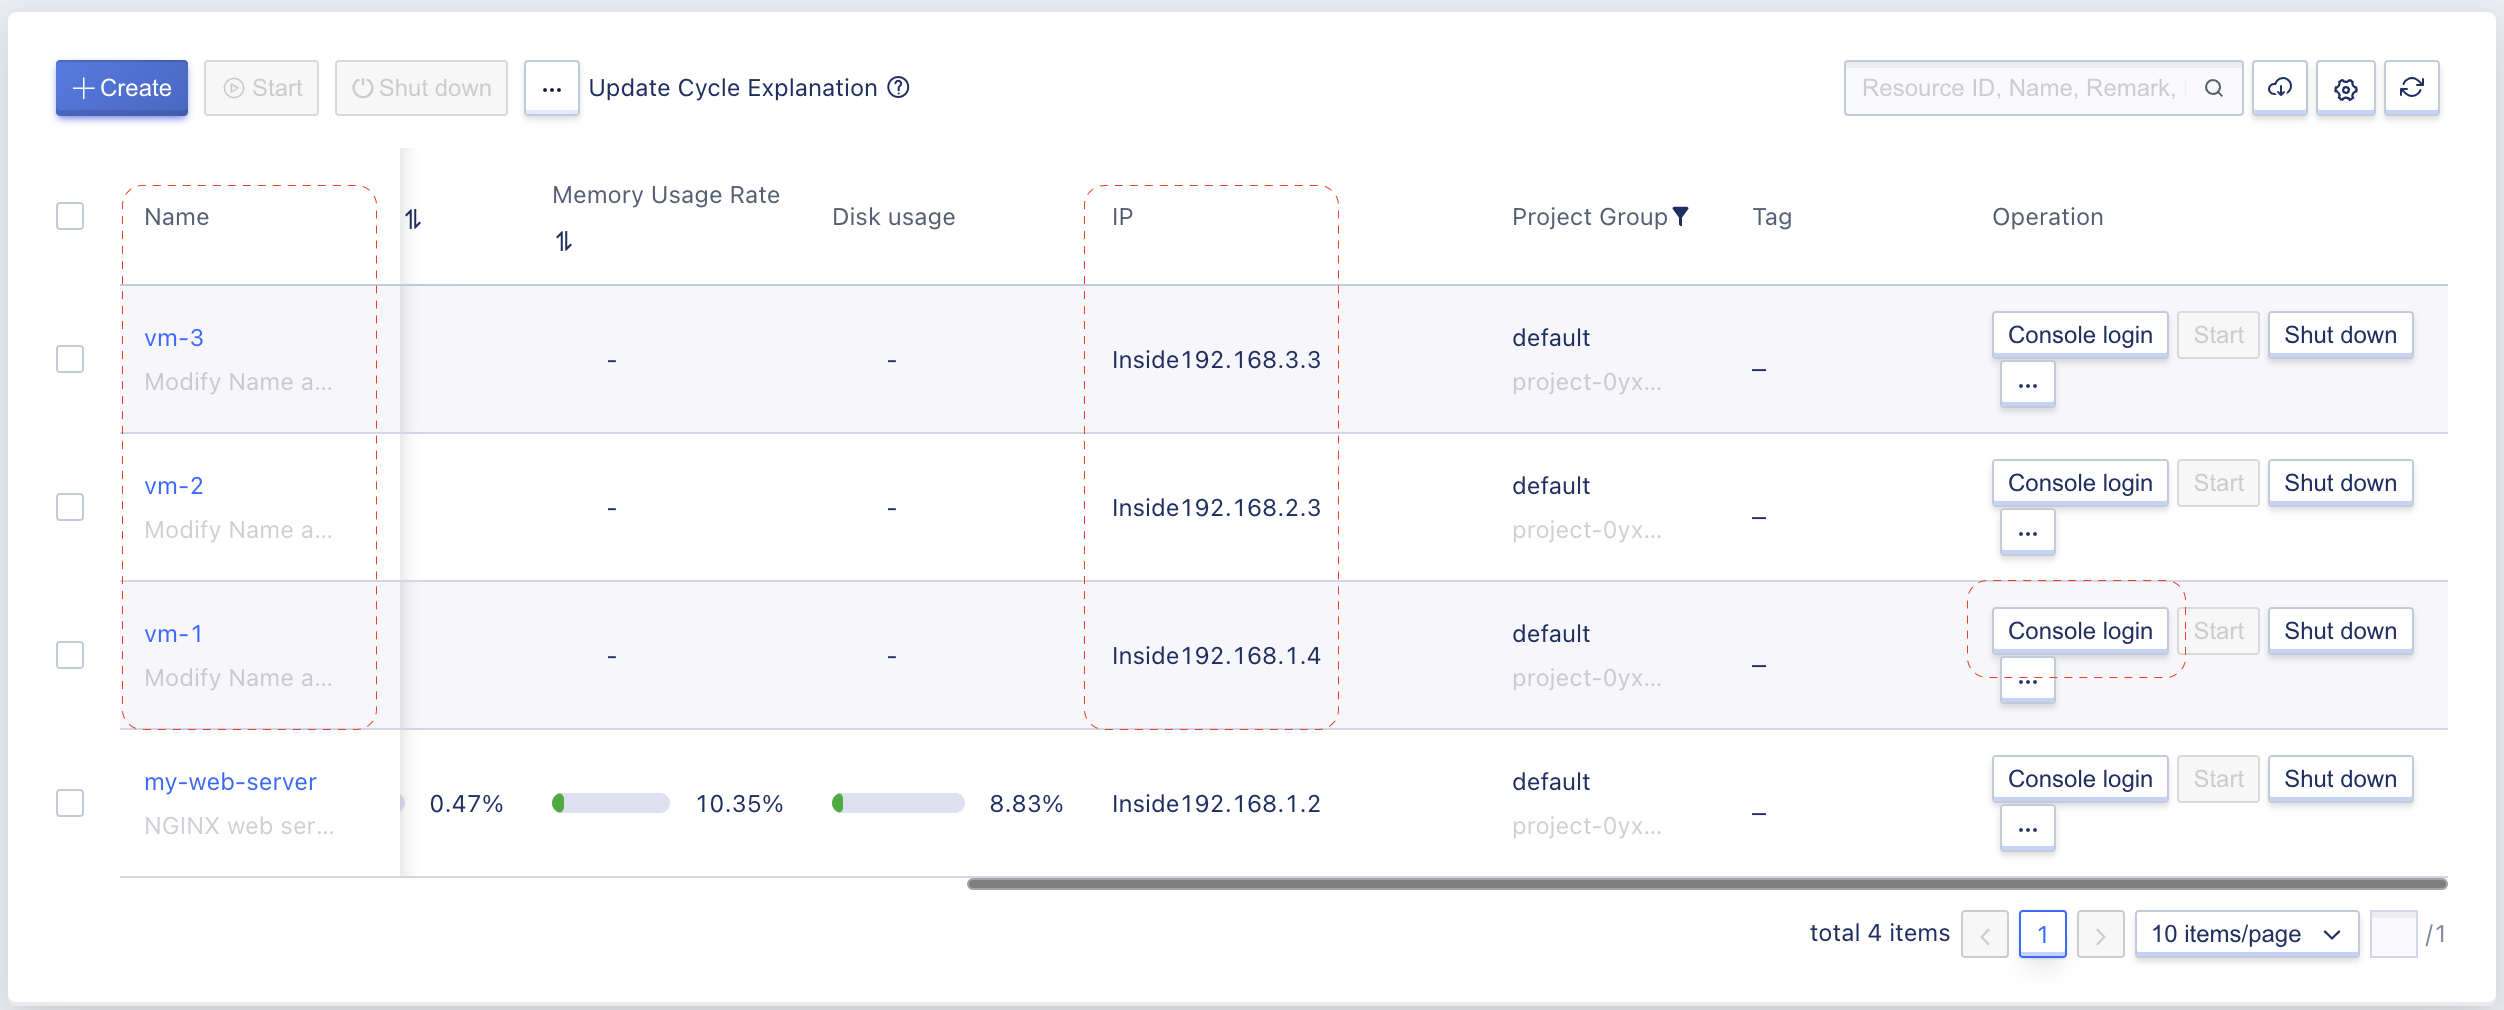 Create Start Shut down ... Update Cycle Explanation Resource ID, Name, Remark,
Name Memory Usage Rate Disk usage IP Project Group Tag Operation
vm-3 - - Inside192.168.3.3 default – Console login Start Shut down
Modify Name a... project-0yx... ...
vm-2 - - Inside192.168.2.3 default – Console login Start Shut down
Modify Name a... project-0yx... ...
vm-1 - - Inside192.168.1.4 default – Console login Start Shut down
Modify Name a... project-0yx... ...
my-web-server 0.47% 10.35% 8.83% Inside192.168.1.2 default – Console login Start Shut down
NGINX web ser... project-0yx... ...
total 4 items 1 10 items/page /1